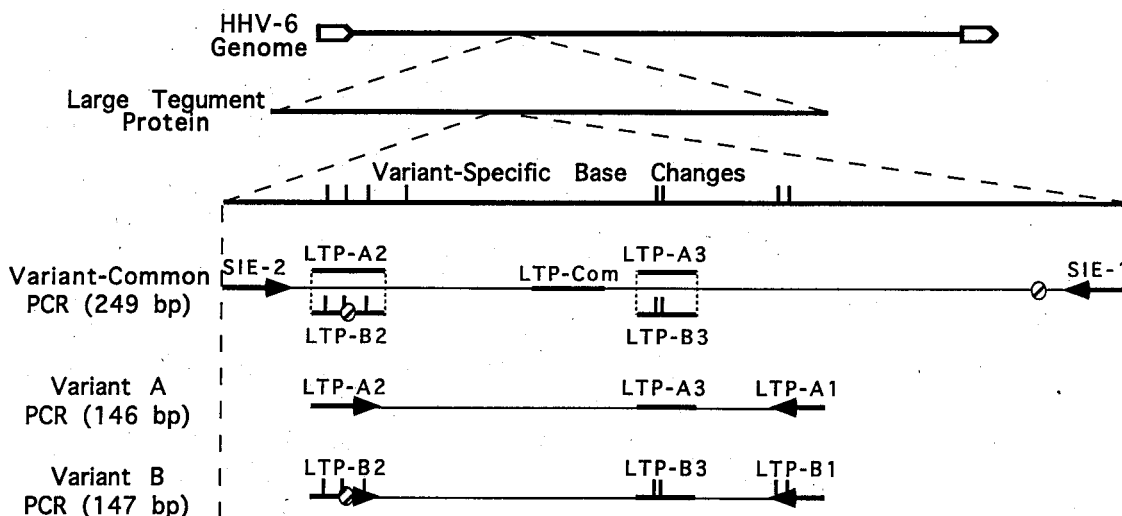 HHV-6
Genome
Large Tegument
Protein
Variant-Specific Base Changes
Variant-Common
PCR (249 bp)
SIE-2
LTP-A2
LTP-Com
LTP-A3
SIE-1
LTP-B2
LTP-B3
Variant A
PCR (146 bp)
LTP-A2
LTP-A3
LTP-A1
Variant B
PCR (147 bp)
LTP-B2
LTP-B3
LTP-B1